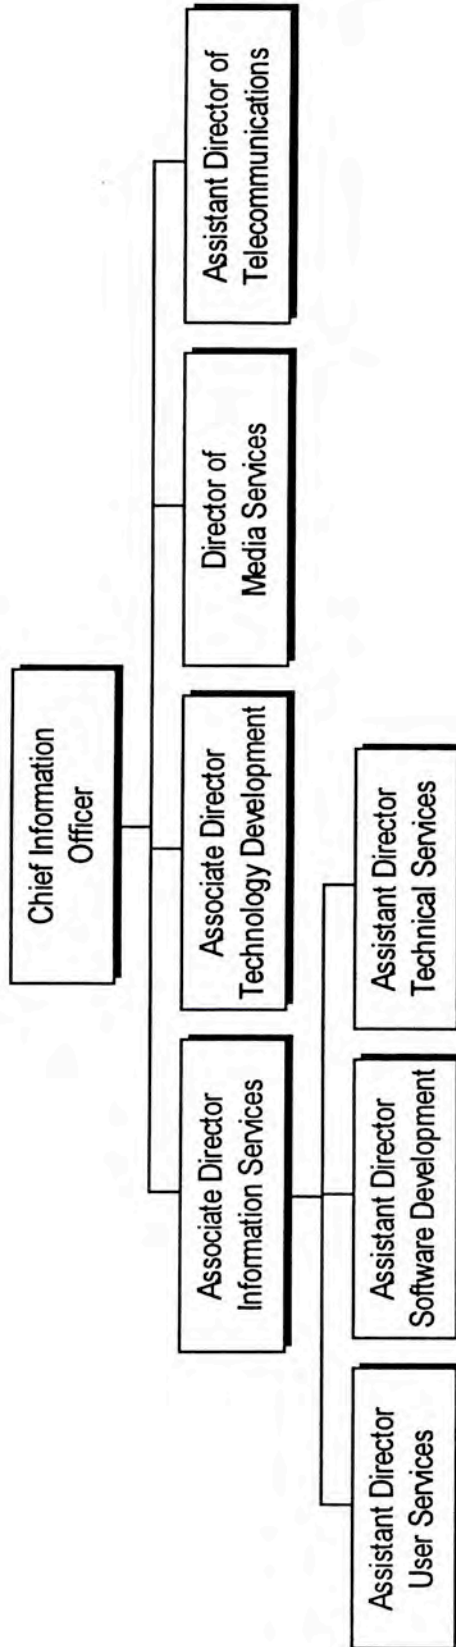 Chief Information
Officer
Associate Director
Information Services
Associate Director
Technology Development
Director of
Media Services
Assistant Director of
Telecommunications
Assistant Director
User Services
Assistant Director
Software Development
Assistant Director
Technical Services